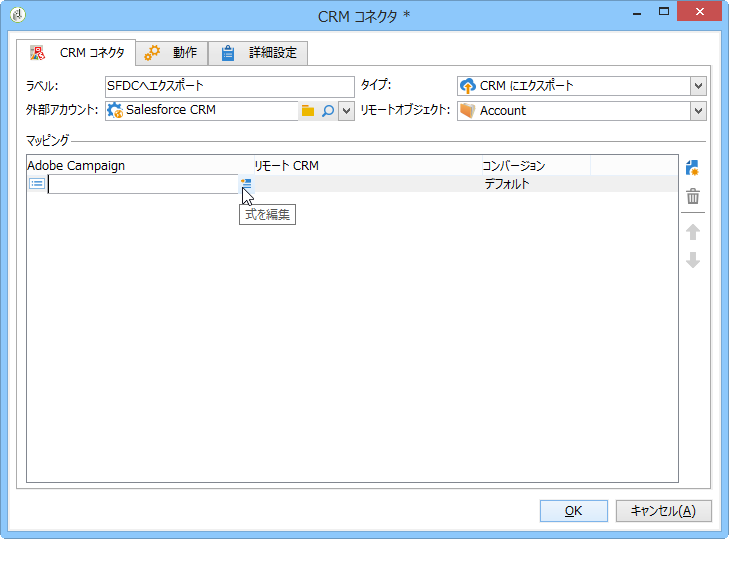 CRM コネクタ *
CRM コネクタ 動作 詳細設定
ラベル: SFDCへエクスポート タイプ: CRM にエクスポート
外部アカウント: Salesforce CRM リモートオブジェクト: Account
マッピング
Adobe Campaign リモート CRM コンバージョン
デフォルト
式を編集
OK キャンセル(A)